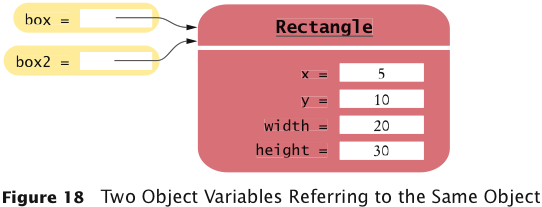 box =
box2 =
Rectangle
x = 5
y = 10
width = 20
height = 30
Figure 18 Two Object Variables Referring to the Same Object